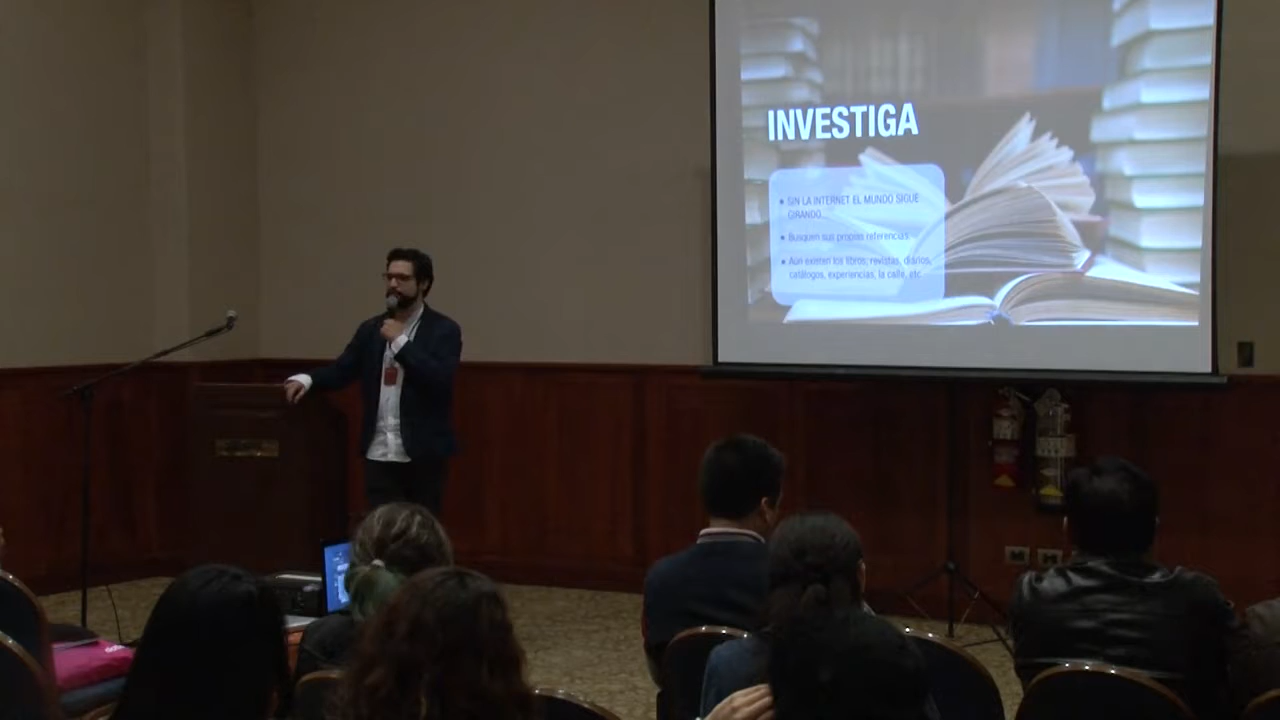 INVESTIGA
• SIN LA INTERNET EL MUNDO SIGUE
GIRANDO
• Busquen sus propias referencias.
• Aún existen los libros, revistas, diarios,
catálogos, experiencias, la calle, etc